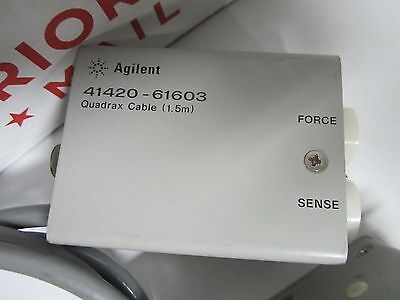 Agilent
41420-61603
Quadrax Cable (1.5m)
FORCE
SENSE